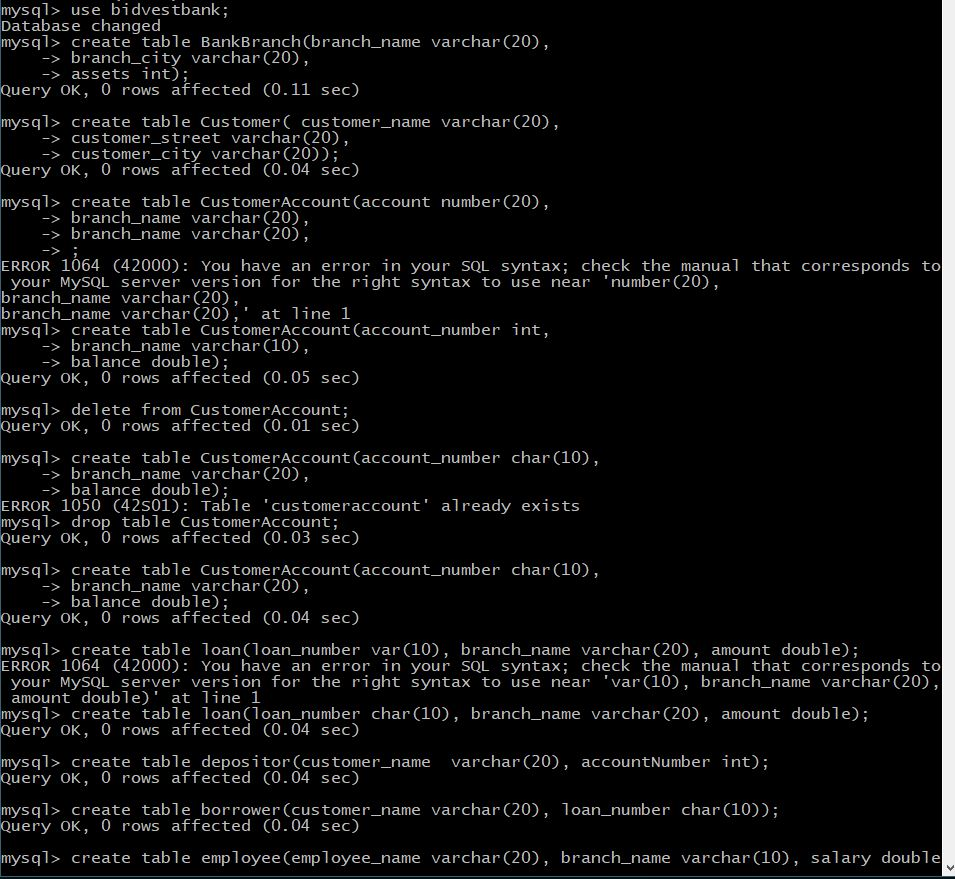 mysql> use bidvestbank;
Database changed
mysql> create table BankBranch(branch_name varchar(20),
    -> branch_city varchar(20),
    -> assets int);
Query OK, 0 rows affected (0.11 sec)

mysql> create table Customer( customer_name varchar(20),
    -> customer_street varchar(20),
    -> customer_city varchar(20));
Query OK, 0 rows affected (0.04 sec)

mysql> create table CustomerAccount(account number(20),
    -> branch_name varchar(20),
    -> branch_name varchar(20),
    -> ;
ERROR 1064 (42000): You have an error in your SQL syntax; check the manual that corresponds to
 your MySQL server version for the right syntax to use near 'number(20),
branch_name varchar(20),
branch_name varchar(20),' at line 1
mysql> create table CustomerAccount(account_number int,
    -> branch_name varchar(10),
    -> balance double);
Query OK, 0 rows affected (0.05 sec)

mysql> delete from CustomerAccount;
Query OK, 0 rows affected (0.01 sec)

mysql> create table CustomerAccount(account_number char(10),
    -> branch_name varchar(20),
    -> balance double);
ERROR 1050 (42S01): Table 'customeraccount' already exists
mysql> drop table CustomerAccount;
Query OK, 0 rows affected (0.03 sec)

mysql> create table CustomerAccount(account_number char(10),
    -> branch_name varchar(20),
    -> balance double);
Query OK, 0 rows affected (0.04 sec)

mysql> create table loan(loan_number var(10), branch_name varchar(20), amount double);
ERROR 1064 (42000): You have an error in your SQL syntax; check the manual that corresponds to
 your MySQL server version for the right syntax to use near 'var(10), branch_name varchar(20),
 amount double)' at line 1
mysql> create table loan(loan_number char(10), branch_name varchar(20), amount double);
Query OK, 0 rows affected (0.04 sec)

mysql> create table depositor(customer_name  varchar(20), accountNumber int);
Query OK, 0 rows affected (0.04 sec)

mysql> create table borrower(customer_name varchar(20), loan_number char(10));
Query OK, 0 rows affected (0.04 sec)

mysql> create table employee(employee_name varchar(20), branch_name varchar(10), salary double